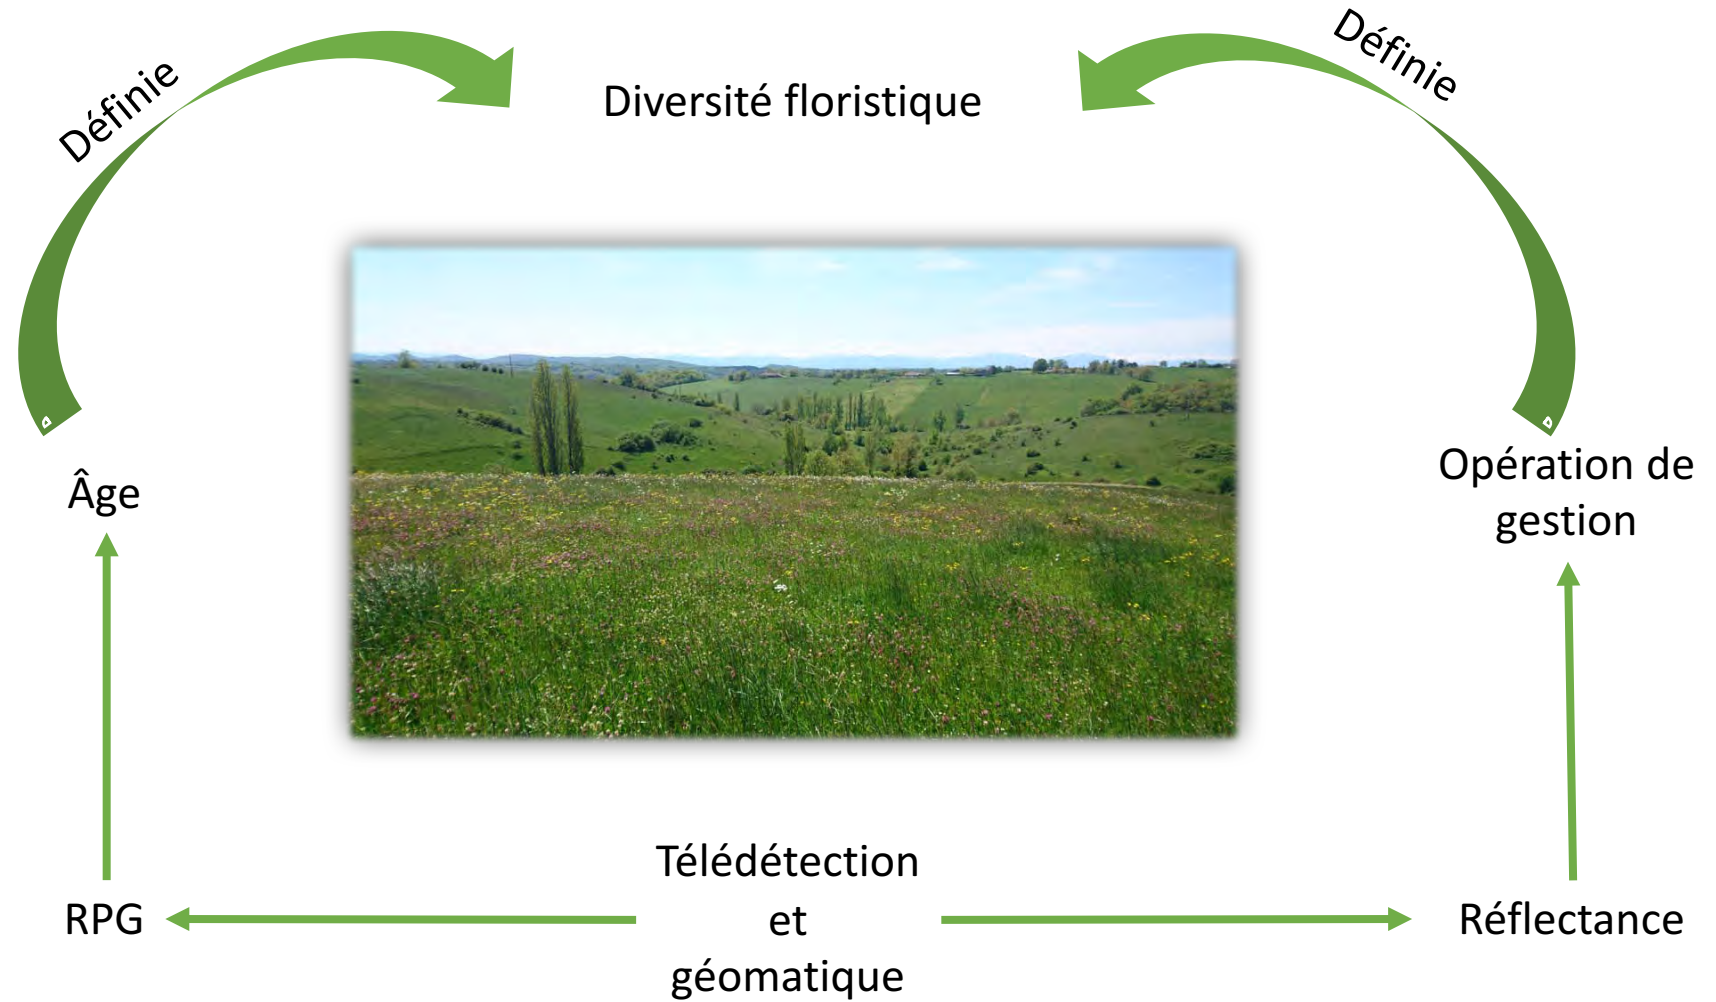 Définie
Diversité floristique
Définie
Âge
Opération de
gestion
Télédétection
et
géomatique
RPG
Réflectance